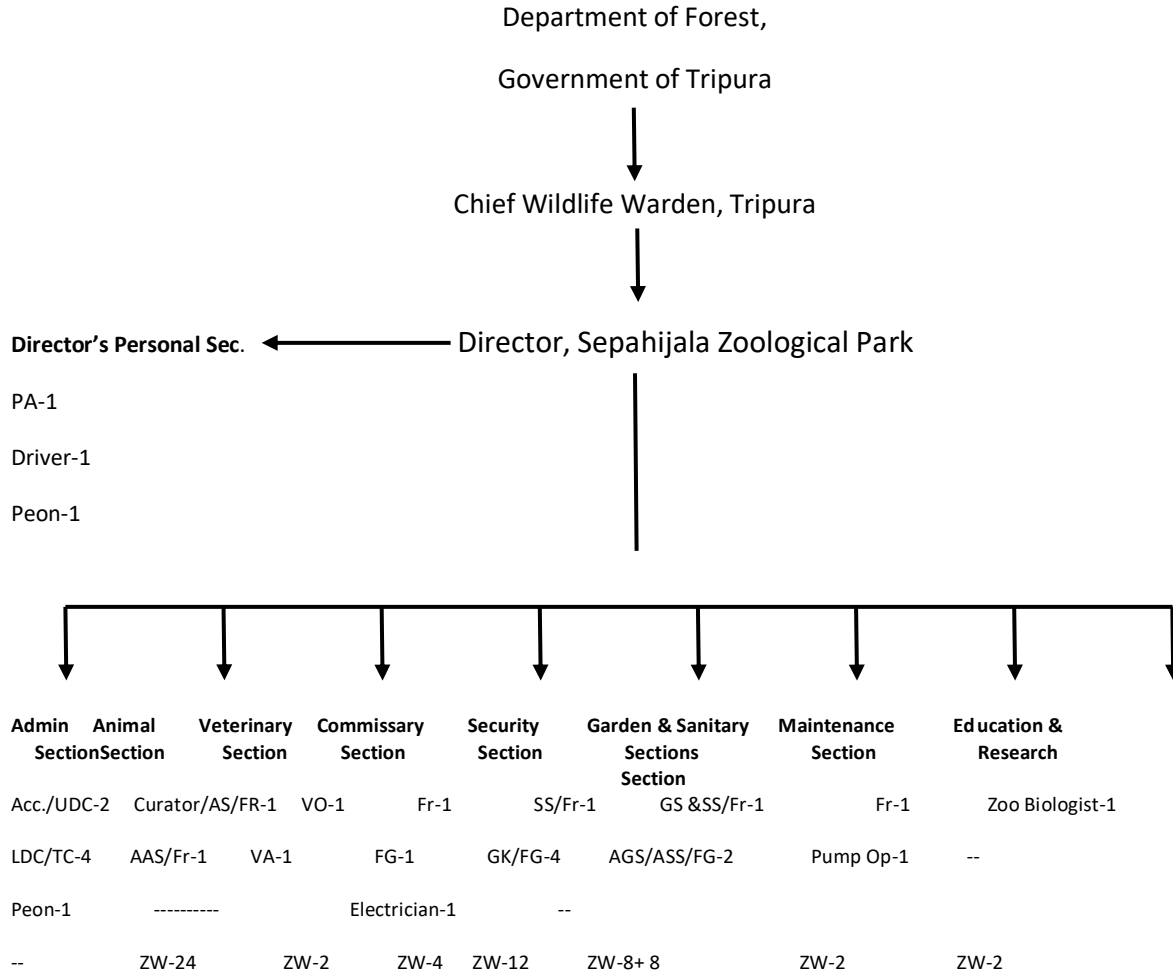 Department of Forest,
Government of Tripura
Chief Wildlife Warden, Tripura
Director's Personal Sec. Director, Sepahijala Zoological Park
PA-1
Driver-1
Peon-1
Admin Animal Veterinary Commissary Security Garden & Sanitary Maintenance Education &
SectionSection Section Section Section Sections Section Research
Section
Acc./UDC-2 Curator/AS/FR-1 VO-1 Fr-1 SS/Fr-1 GS &SS/Fr-1 Fr-1 Zoo Biologist-1
LDC/TC-4 AAS/Fr-1 VA-1 FG-1 GK/FG-4 AGS/ASS/FG-2 Pump Op-1 --
Peon-1 ---------- Electrician-1 --
-- ZW-24 ZW-2 ZW-4 ZW-12 ZW-8+ 8 ZW-2 ZW-2